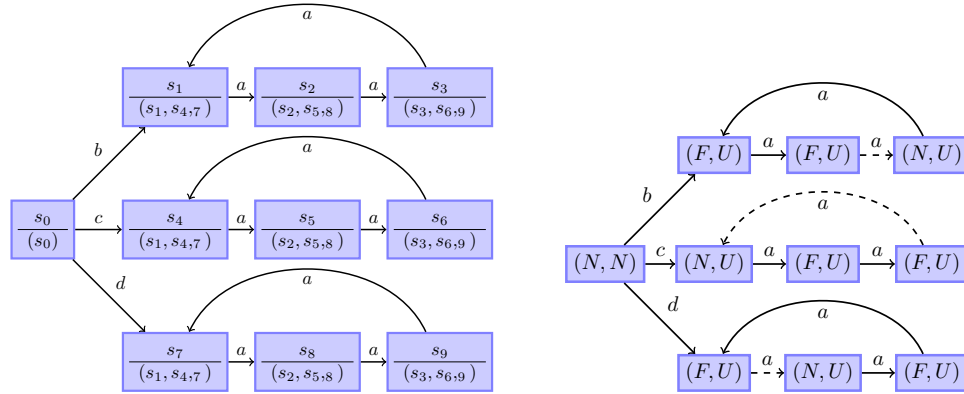 a
s₁ a s₂ a s₃
(s₁, s₄,₇) (s₂, s₅,₈) (s₃, s₆,₉)
b
a
s₀ c s₄ a s₅ a s₆
(s₀) (s₁, s₄,₇) (s₂, s₅,₈) (s₃, s₆,₉)
d
a
s₇ a s₈ a s₉
(s₁, s₄,₇) (s₂, s₅,₈) (s₃, s₆,₉)
a
(F, U) a (F, U) a (N, U)
b
a
(N, N) c (N, U) a (F, U) a (F, U)
d
a
(F, U) a (N, U) a (F, U)